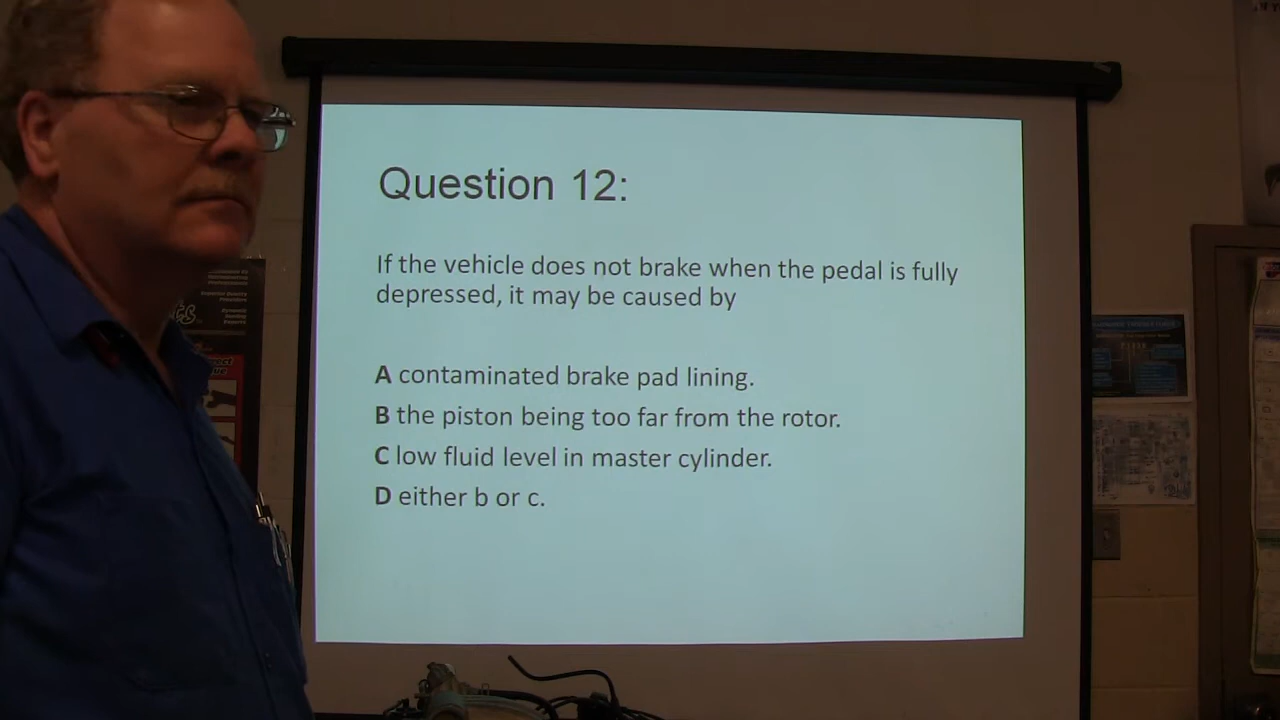 Question 12:
If the vehicle does not brake when the pedal is fully
depressed, it may be caused by
A contaminated brake pad lining.
B the piston being too far from the rotor.
C low fluid level in master cylinder.
D either b or c.